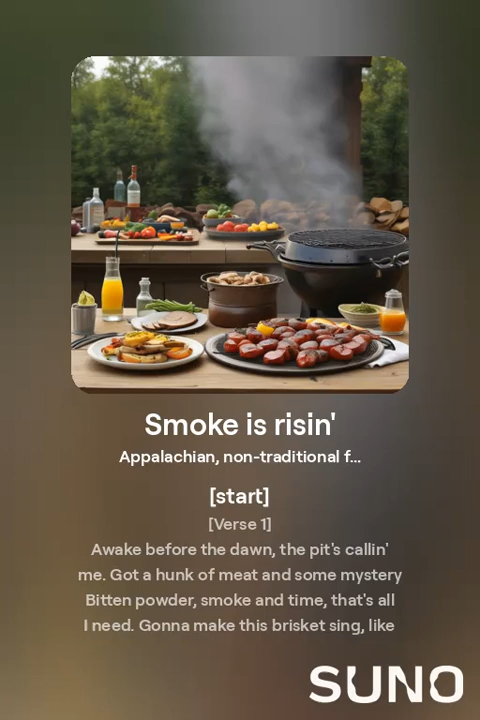 Smoke is risin'
Appalachian, non-traditional f...
[start]
[Verse 1]
Awake before the dawn, the pit's callin'
me. Got a hunk of meat and some mystery
Bitten powder, smoke and time, that's all
I need. Gonna make this brisket sing, like
SUNO